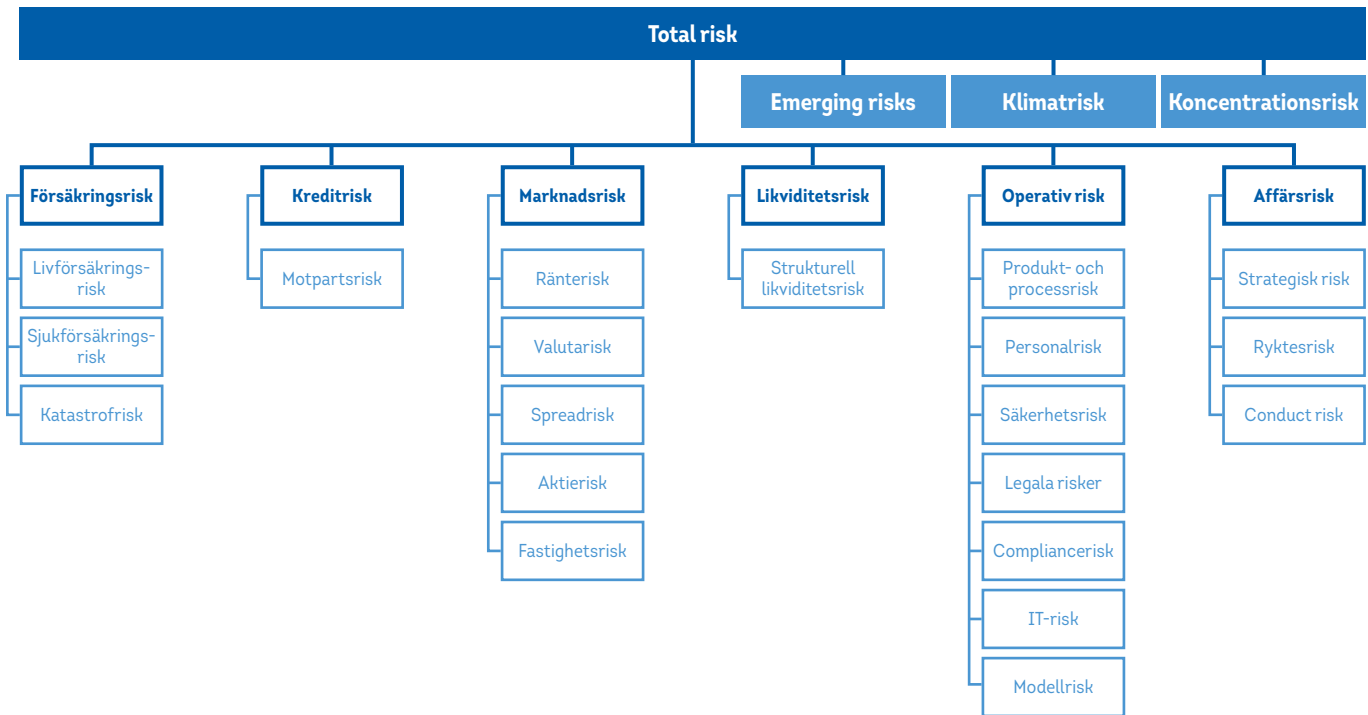 Total risk
Emerging risks
Klimatrisk
Koncentrationsrisk
Försäkringsrisk
Livförsäkrings-
risk
Sjukförsäkrings-
risk
Katastrofrisk
Kreditrisk
Motpartsrisk
Marknadsrisk
Ränterisk
Valutarisk
Spreadrisk
Aktierisk
Fastighetsrisk
Likviditetsrisk
Strukturell
likviditetsrisk
Operativ risk
Produkt- och
processrisk
Personalrisk
Säkerhetsrisk
Legala risker
Compliancerisk
IT-risk
Modellrisk
Affärsrisk
Strategisk risk
Ryktesrisk
Conduct risk